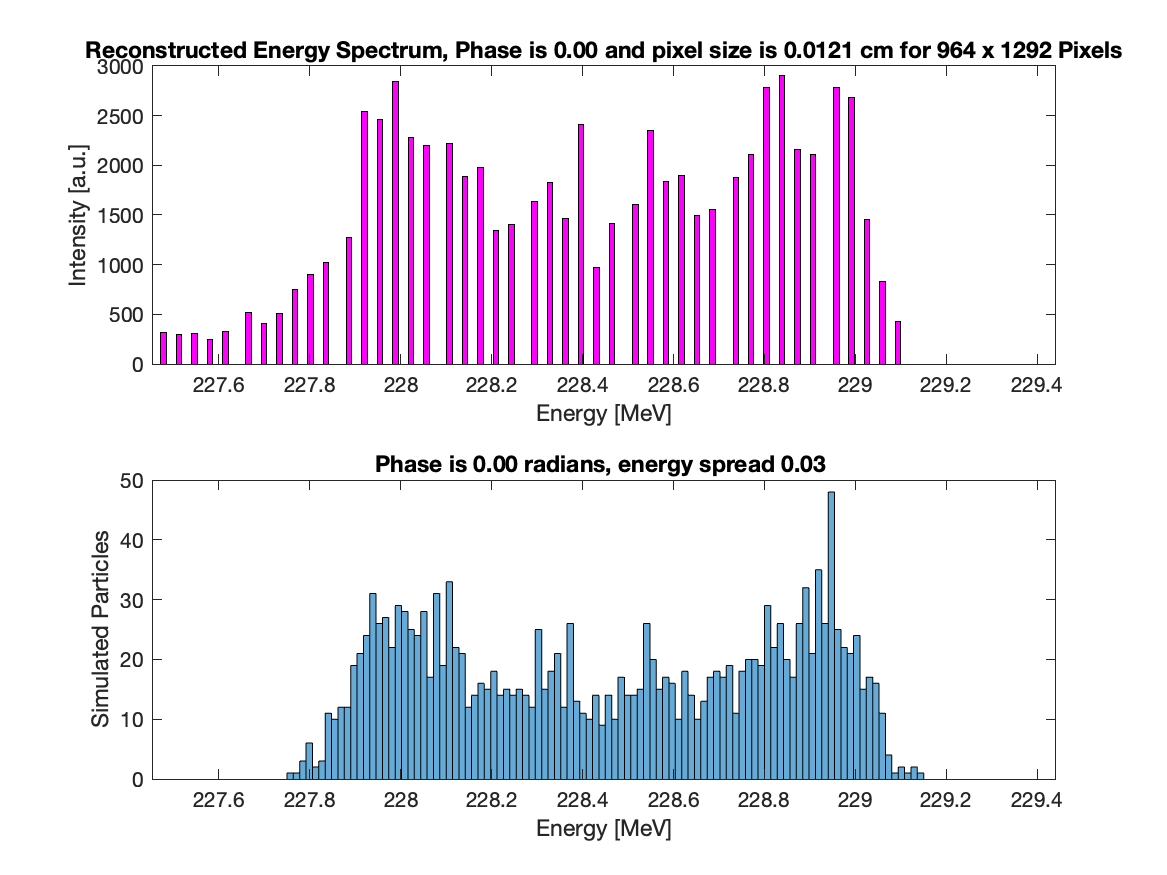 Reconstructed Energy Spectrum, Phase is 0.00 and pixel size is 0.0121 cm for 964 x 1292 Pixels
3000
2500
2000
1500
1000
500
0
Intensity [a.u.]
227.6 227.8 228 228.2 228.4 228.6 228.8 229 229.2 229.4
Energy [MeV]
Phase is 0.00 radians, energy spread 0.03
50
40
30
20
10
0
Simulated Particles
227.6 227.8 228 228.2 228.4 228.6 228.8 229 229.2 229.4
Energy [MeV]